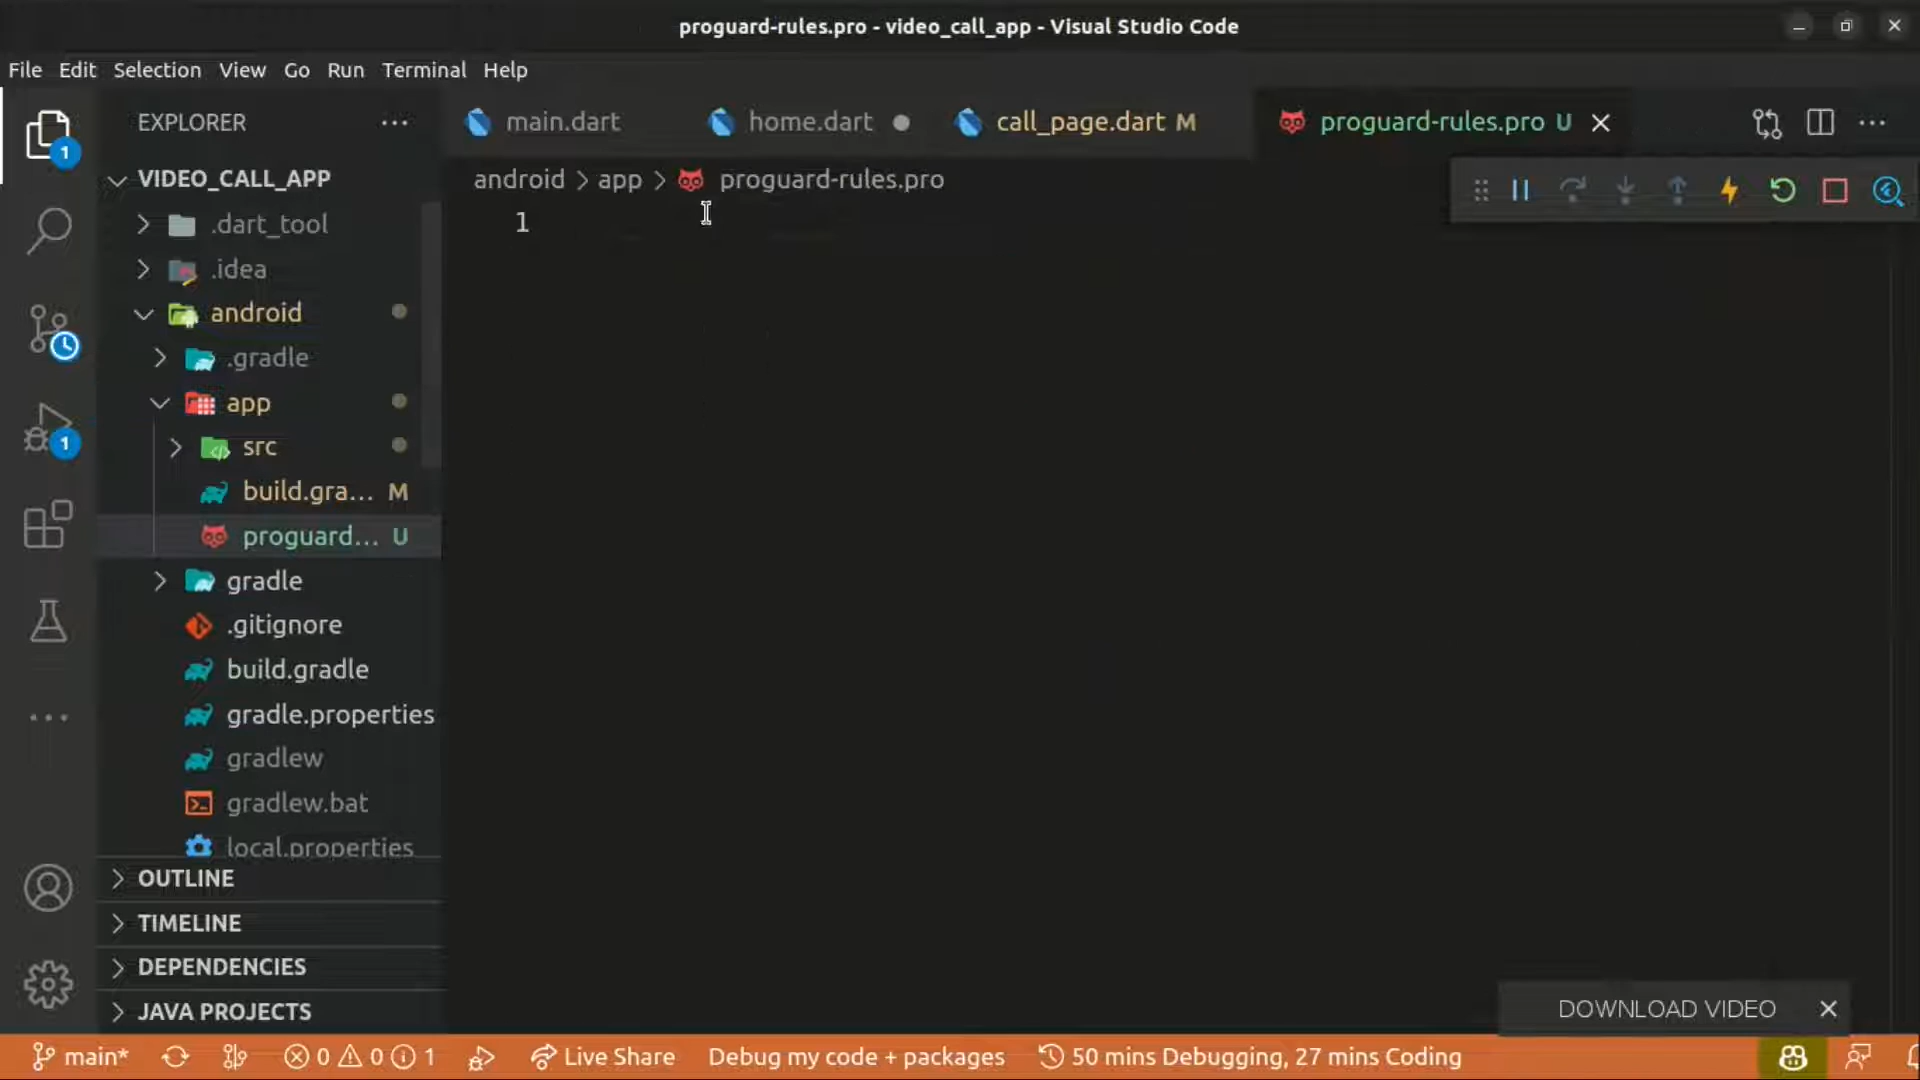 proguard-rules.pro - video_call_app - Visual Studio Code
File Edit Selection View Go Run Terminal Help
EXPLORER
main.dart
home.dart
call_page.dart M
proguard-rules.pro U
VIDEO_CALL_APP
android > app > proguard-rules.pro
1
.dart_tool
.idea
android
.gradle
app
src
build.gra... M
proguard... U
gradle
.gitignore
build.gradle
gradle.properties
gradlew
gradlew.bat
local.properties
OUTLINE
TIMELINE
DEPENDENCIES
JAVA PROJECTS
1
1
DOWNLOAD VIDEO
main* 0 0 1 Live Share Debug my code + packages 50 mins Debugging, 27 mins Coding